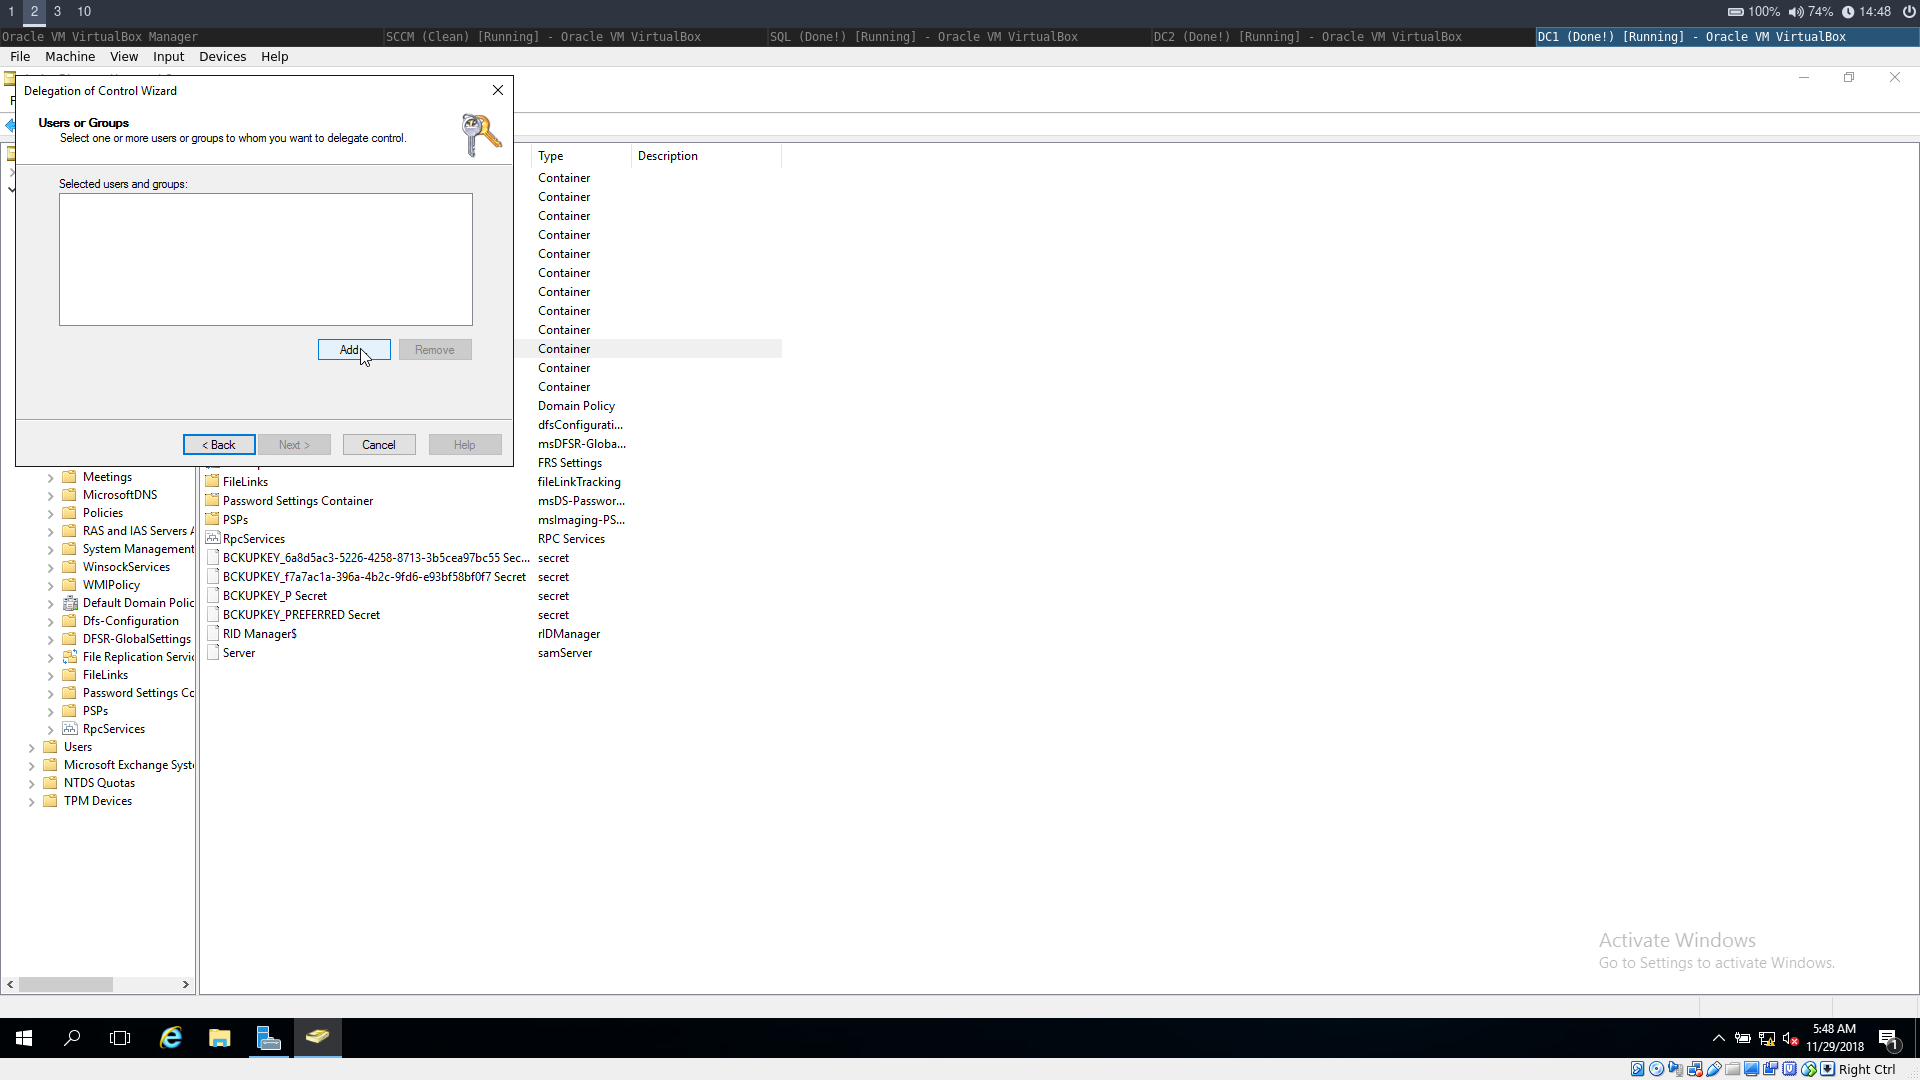 1 2 3 10
100% 74% 14:48
Oracle VM VirtualBox Manager
SCCM (Clean) [Running] - Oracle VM VirtualBox
SQL (Done!) [Running] - Oracle VM VirtualBox
DC2 (Done!) [Running] - Oracle VM VirtualBox
DC1 (Done!) [Running] - Oracle VM VirtualBox
File Machine View Input Devices Help
Delegation of Control Wizard
Users or Groups
Select one or more users or groups to whom you want to delegate control.
Selected users and groups:
Add...
Remove
< Back
Next >
Cancel
Help
Type Description
Container
Container
Container
Container
Container
Container
Container
Container
Container
Container
Container
Container
Domain Policy
dfsConfigurati...
msDFSR-Globa...
FRS Settings
FileLinks fileLinkTracking
Password Settings Container msDS-Passwor...
PSPs msImaging-PS...
RpcServices RPC Services
BCKUPKEY_6a8d5ac3-5226-4258-8713-3b5cea97bc55 Sec... secret
BCKUPKEY_f7a7ac1a-396a-4b2c-9fd6-e93bf58bf0f7 Secret secret
BCKUPKEY_P Secret secret
BCKUPKEY_PREFERRED Secret secret
RID Manager$ rIDManager
Server samServer
Meetings
MicrosoftDNS
Policies
RAS and IAS Servers A
System Management
WinsockServices
WMIPolicy
Default Domain Polic
Dfs-Configuration
DFSR-GlobalSettings
File Replication Servic
FileLinks
Password Settings Co
PSPs
RpcServices
Users
Microsoft Exchange Syste
NTDS Quotas
TPM Devices
Activate Windows
Go to Settings to activate Windows.
5:48 AM
11/29/2018
1
Right Ctrl